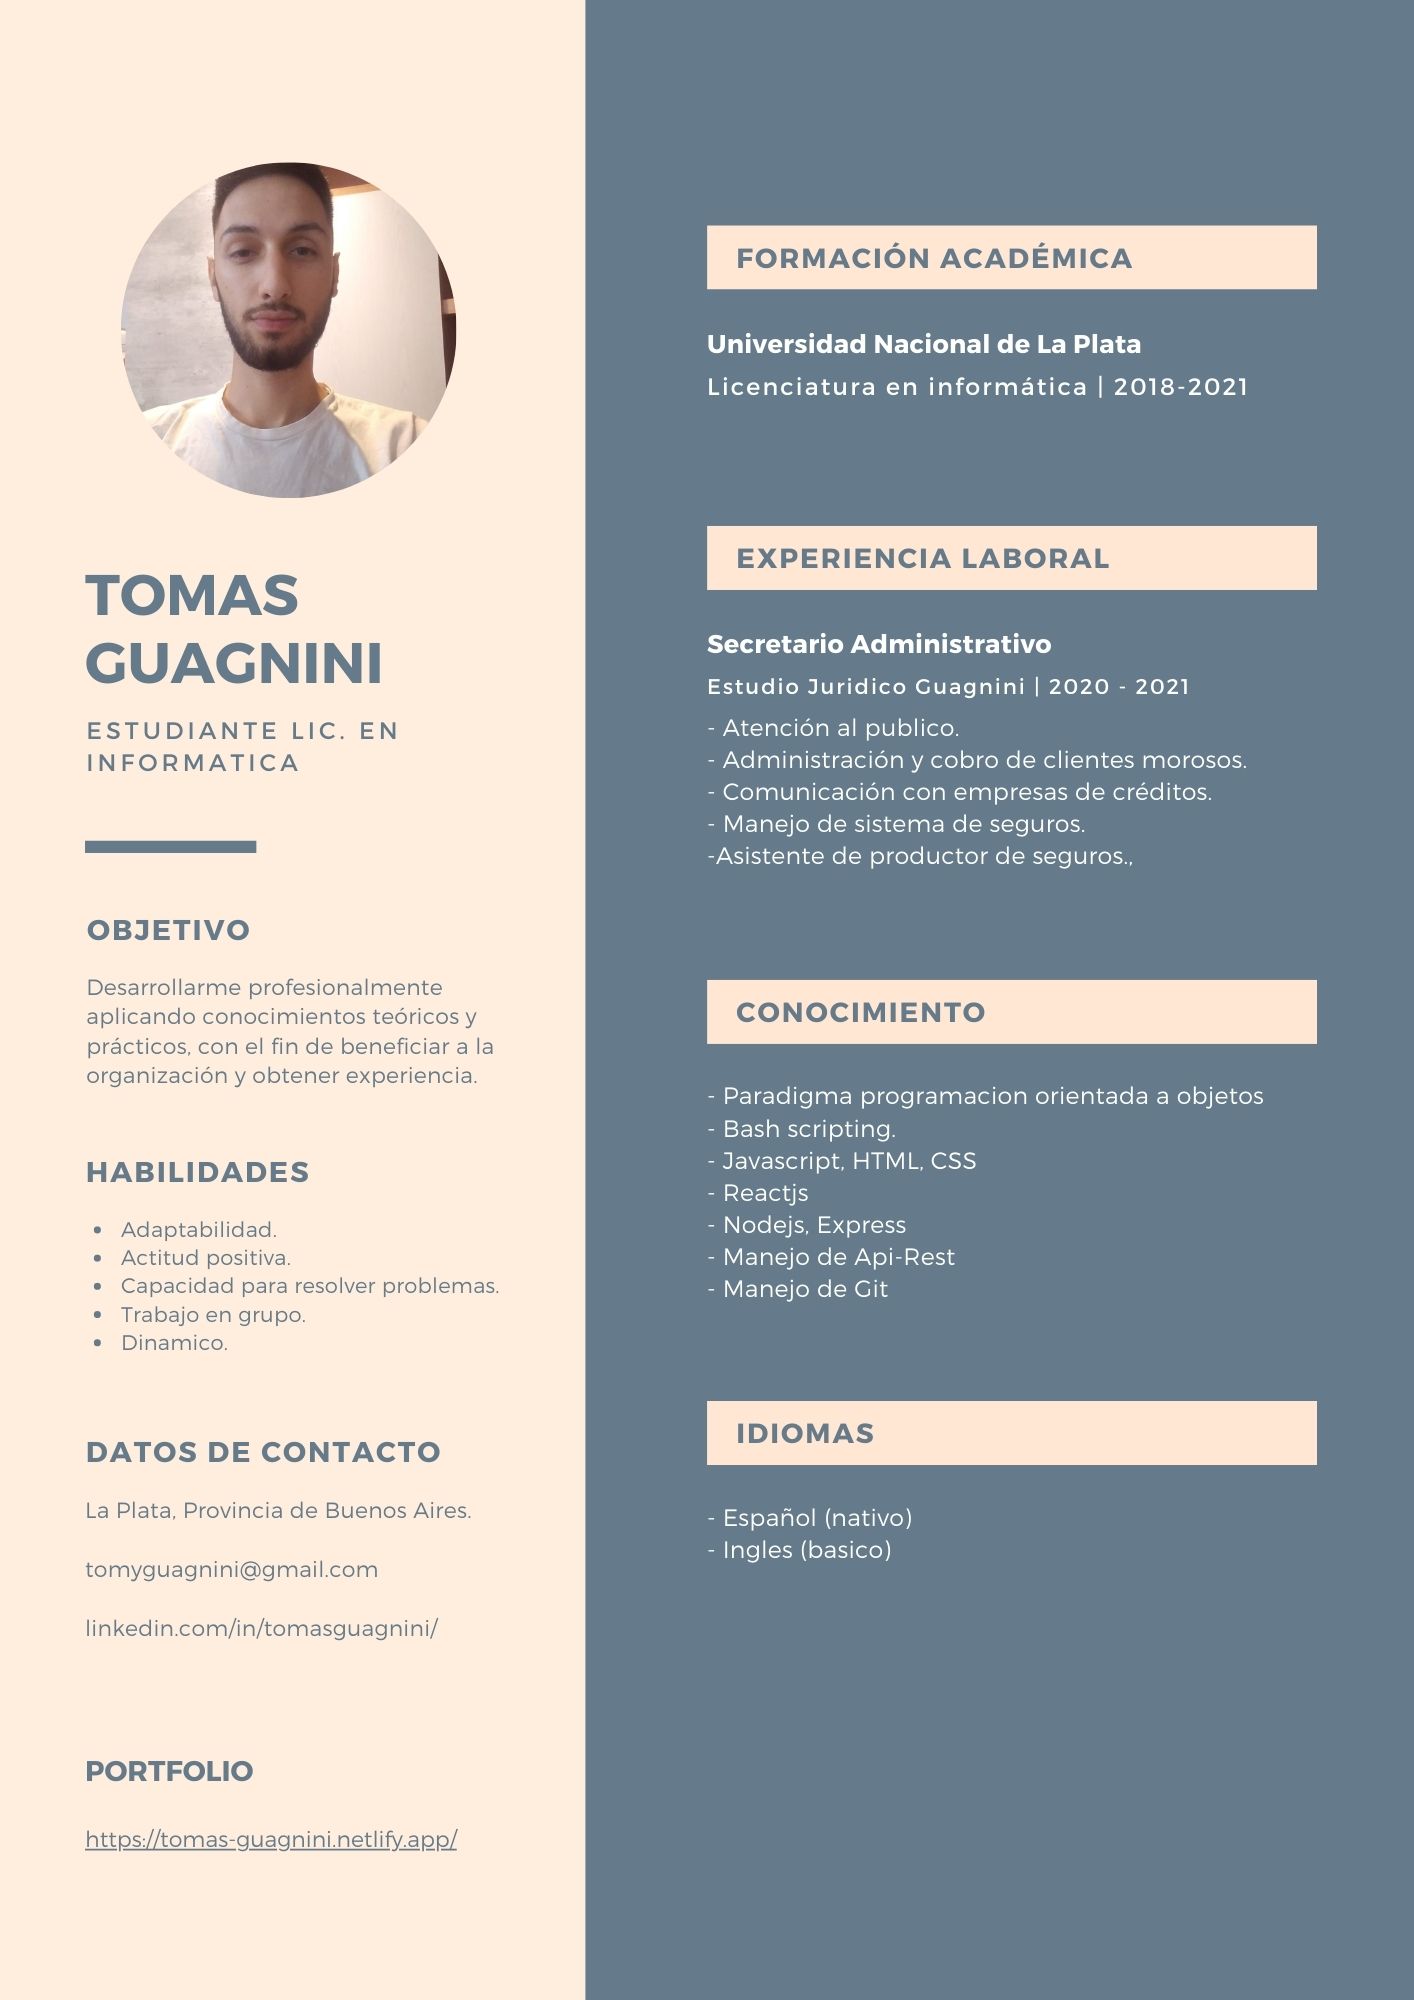 TOMAS
GUAGNINI
ESTUDIANTE LIC. EN
INFORMATICA
OBJETIVO
Desarrollarme profesionalmente
aplicando conocimientos teóricos y
prácticos, con el fin de beneficiar a la
organización y obtener experiencia.
HABILIDADES
• Adaptabilidad.
• Actitud positiva.
• Capacidad para resolver problemas.
• Trabajo en grupo.
• Dinamico.
DATOS DE CONTACTO
La Plata, Provincia de Buenos Aires.
tomyguagnini@gmail.com
linkedin.com/in/tomasguagnini/
PORTFOLIO
https://tomas-guagnini.netlify.app/
FORMACIÓN ACADÉMICA
Universidad Nacional de La Plata
Licenciatura en informática | 2018-2021
EXPERIENCIA LABORAL
Secretario Administrativo
Estudio Juridico Guagnini | 2020 - 2021
- Atención al publico.
- Administración y cobro de clientes morosos.
- Comunicación con empresas de créditos.
- Manejo de sistema de seguros.
-Asistente de productor de seguros.,
CONOCIMIENTO
- Paradigma programacion orientada a objetos
- Bash scripting.
- Javascript, HTML, CSS
- Reactjs
- Nodejs, Express
- Manejo de Api-Rest
- Manejo de Git
IDIOMAS
- Español (nativo)
- Ingles (basico)